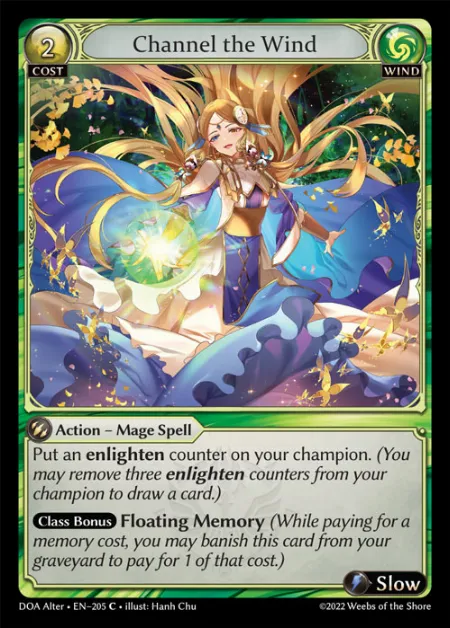 2
Channel the Wind
COST
WIND
Action – Mage Spell
Put an enlighten counter on your champion. (You
may remove three enlighten counters from your
champion to draw a card.)
Class Bonus Floating Memory (While paying for a
memory cost, you may banish this card from your
graveyard to pay for 1 of that cost.)
Slow
DOA Alter • EN–205 C • illust: Hanh Chu
©2022 Weebs of the Shore